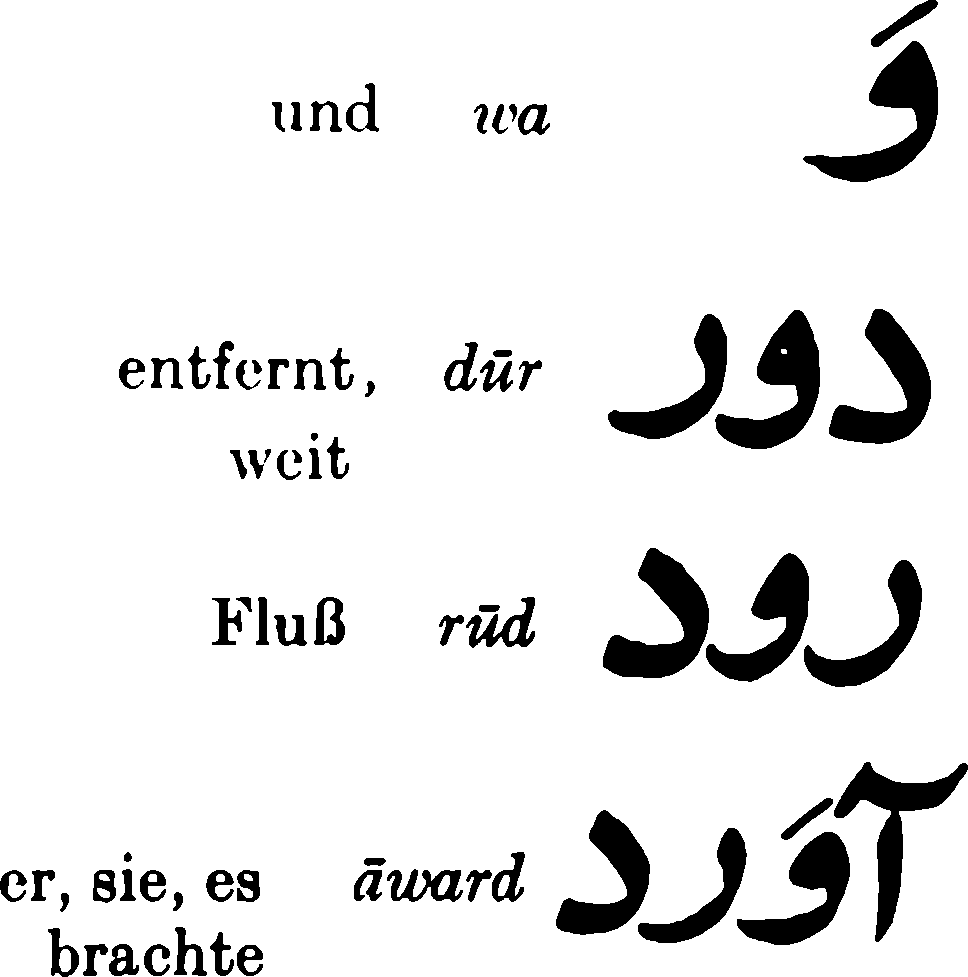 und wa وَ
entfernt, dūr دور
weit
Fluß rūd رود
er, sie, es āward آوَرد
brachte